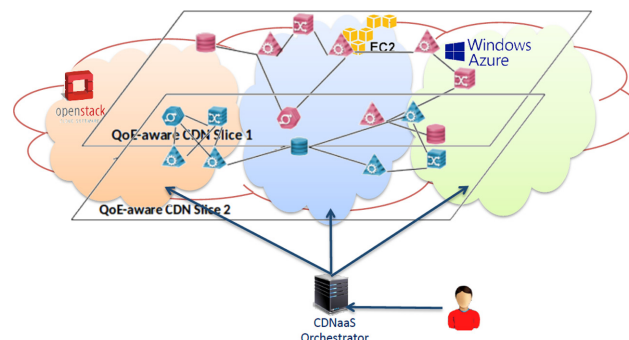 EC2
Windows
Azure
openstack
QoE-aware CDN Slice 1
QoE-aware CDN Slice 2
CDNaaS
Orchestrator